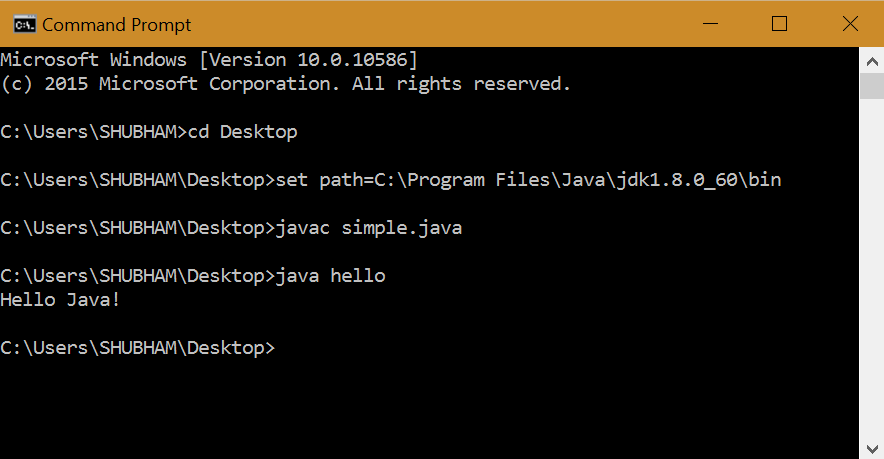 Command Prompt
Microsoft Windows [Version 10.0.10586]
(c) 2015 Microsoft Corporation. All rights reserved.
C:\Users\SHUBHAM>cd Desktop
C:\Users\SHUBHAM\Desktop>set path=C:\Program Files\Java\jdk1.8.0_60\bin
C:\Users\SHUBHAM\Desktop>javac simple.java
C:\Users\SHUBHAM\Desktop>java hello
Hello Java!
C:\Users\SHUBHAM\Desktop>